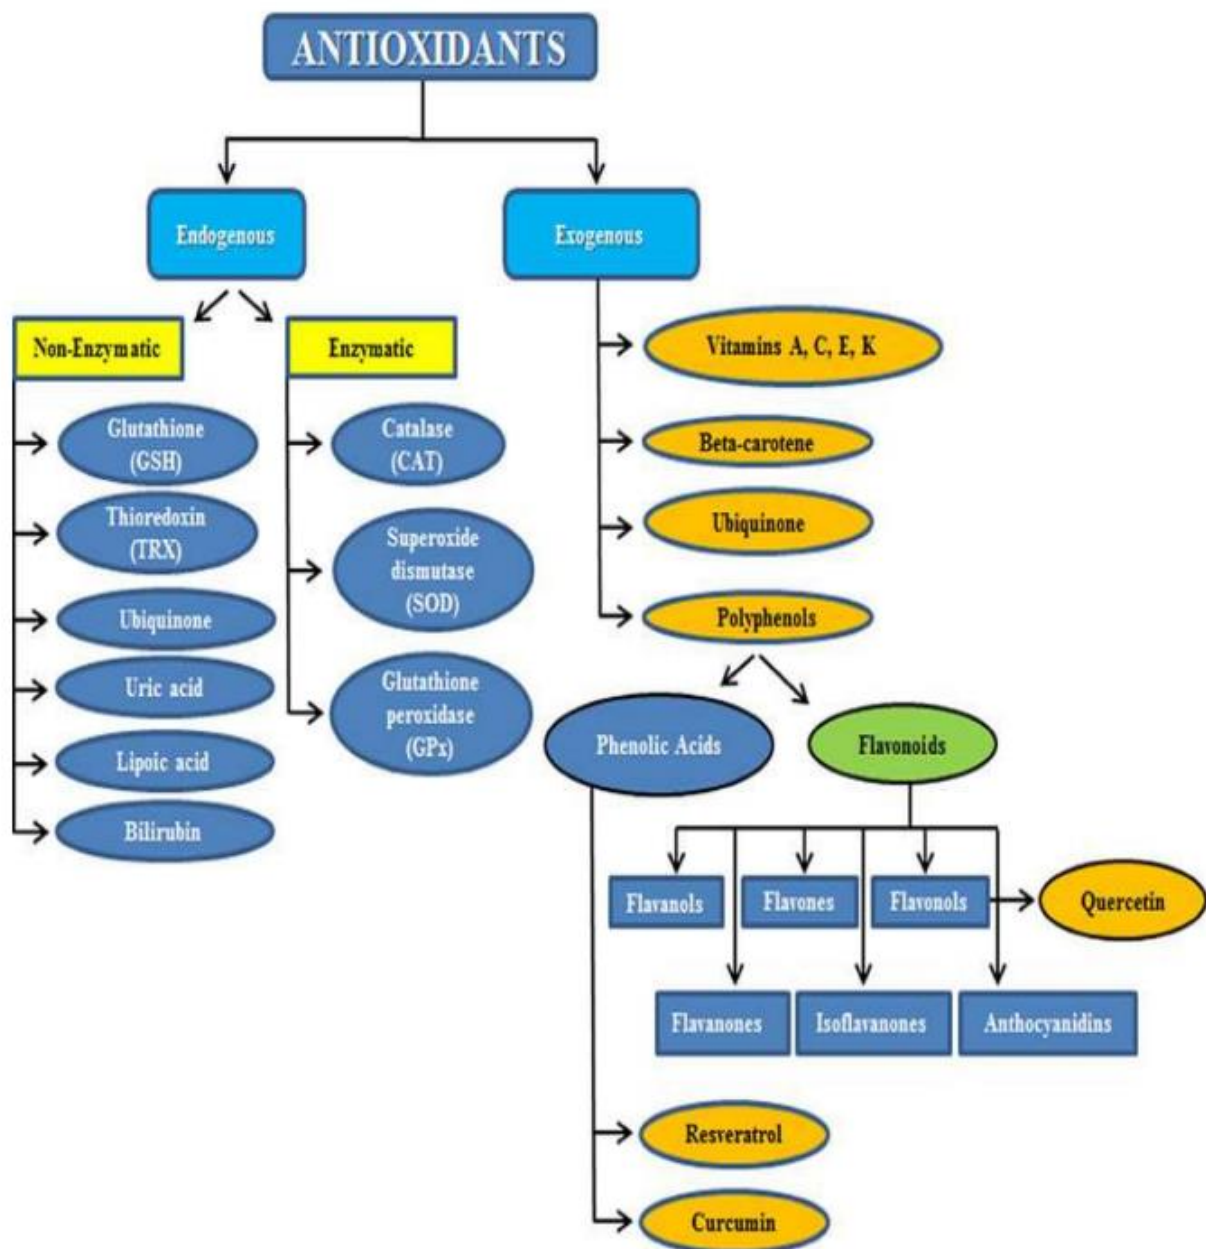 ANTIOXIDANTS
Endogenous
Exogenous
Non-Enzymatic
Enzymatic
Glutathione
(GSH)
Thioredoxin
(TRX)
Ubiquinone
Uric acid
Lipoic acid
Bilirubin
Catalase
(CAT)
Superoxide
dismutase
(SOD)
Glutathione
peroxidase
(GPx)
Vitamins A, C, E, K
Beta-carotene
Ubiquinone
Polyphenols
Phenolic Acids
Flavonoids
Flavanols
Flavones
Flavonols
Quercetin
Flavanones
Isoflavanones
Anthocyanidins
Resveratrol
Curcumin